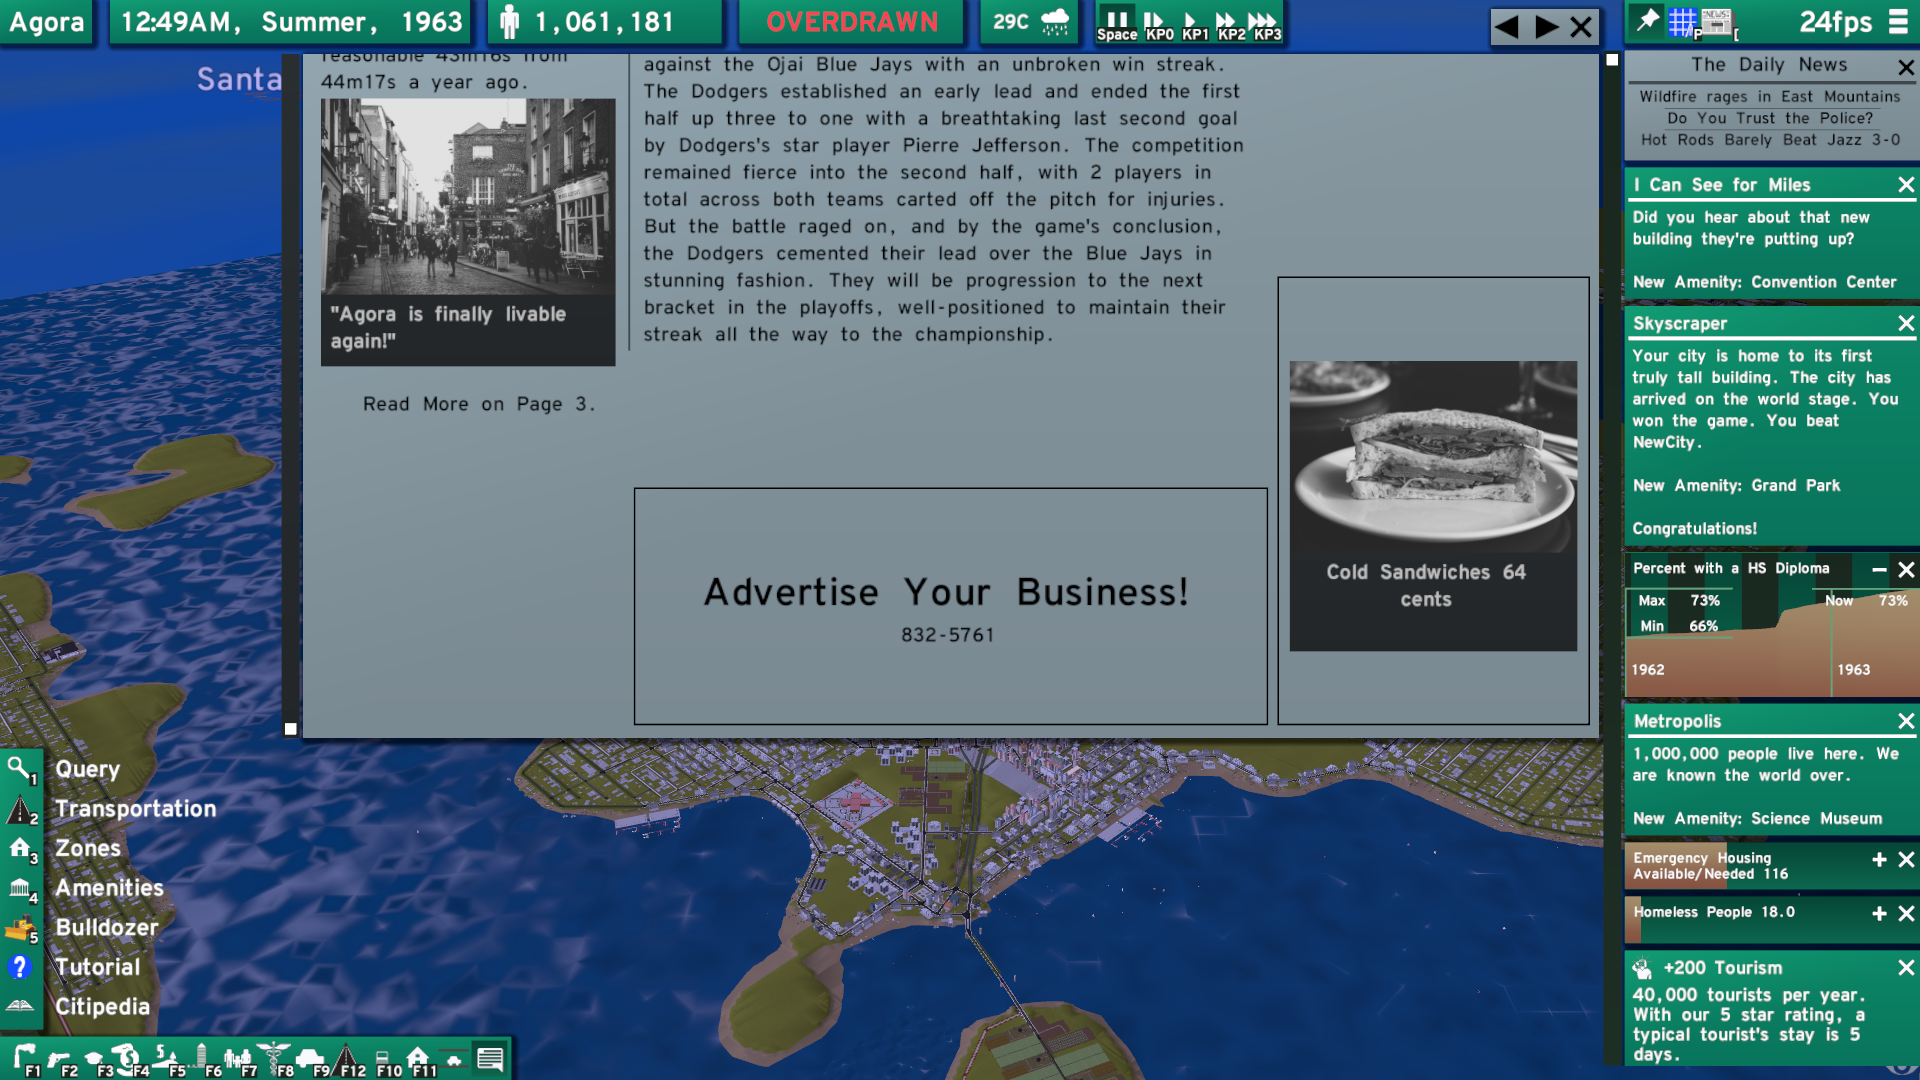 Agora
12:49AM, Summer, 1963
1,061,181
OVERDRAWN
29C
Space
KP0
KP1
KP2
KP3
P
[
24fps
Santa
reasonable 43m16s from
44m17s a year ago.
"Agora is finally livable
again!"
Read More on Page 3.
against the Ojai Blue Jays with an unbroken win streak.
The Dodgers established an early lead and ended the first
half up three to one with a breathtaking last second goal
by Dodgers's star player Pierre Jefferson. The competition
remained fierce into the second half, with 2 players in
total across both teams carted off the pitch for injuries.
But the battle raged on, and by the game's conclusion,
the Dodgers cemented their lead over the Blue Jays in
stunning fashion. They will be progression to the next
bracket in the playoffs, well-positioned to maintain their
streak all the way to the championship.
Advertise Your Business!
832-5761
Cold Sandwiches 64
cents
The Daily News
Wildfire rages in East Mountains
Do You Trust the Police?
Hot Rods Barely Beat Jazz 3-0
I Can See for Miles
Did you hear about that new
building they're putting up?
New Amenity: Convention Center
Skyscraper
Your city is home to its first
truly tall building. The city has
arrived on the world stage. You
won the game. You beat
NewCity.
New Amenity: Grand Park
Congratulations!
Percent with a HS Diploma
Max 73%
Now 73%
Min 66%
1962
1963
Metropolis
1,000,000 people live here. We
are known the world over.
New Amenity: Science Museum
Emergency Housing
Available/Needed 116
Homeless People 18.0
+200 Tourism
40,000 tourists per year.
With our 5 star rating, a
typical tourist's stay is 5
days.
1 Query
2 Transportation
3 Zones
4 Amenities
5 Bulldozer
? Tutorial
Citipedia
F1 F2 F3 F4 F5 F6 F7 F8 F9 F12 F10 F11